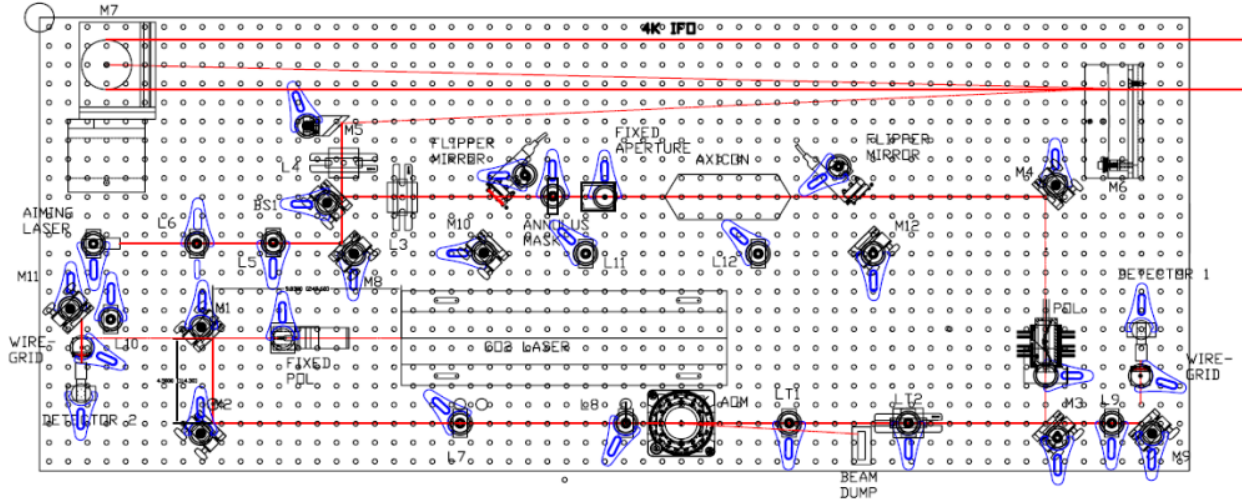 M7
4K IFO
M5
FLIPPER
MIRROR
FIXED
APERTURE
AXICON
FLIPPER
MIRROR
L4
M4
M6
AIMING
LASER
L6
BS1
L3
M10
ANNULUS
MASK
M12
L5
L11
L12
M11
M8
DETECTOR 1
M1
L10
WIRE-
GRID
FIXED
POL
CO2 LASER
POL
WIRE-
GRID
DETECTOR 2
M2
L8
AOM
LT1
LT2
M3
L9
L7
M9
BEAM
DUMP